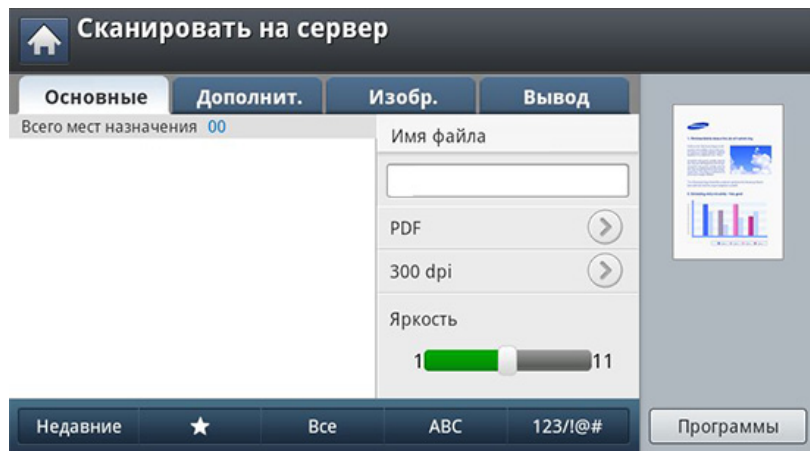 Сканировать на сервер
Основные
Дополнит.
Изобр.
Вывод
Всего мест назначения 00
Имя файла
PDF
300 dpi
Яркость
1
11
Недавние
★
Все
ABC
123/!@#
Программы